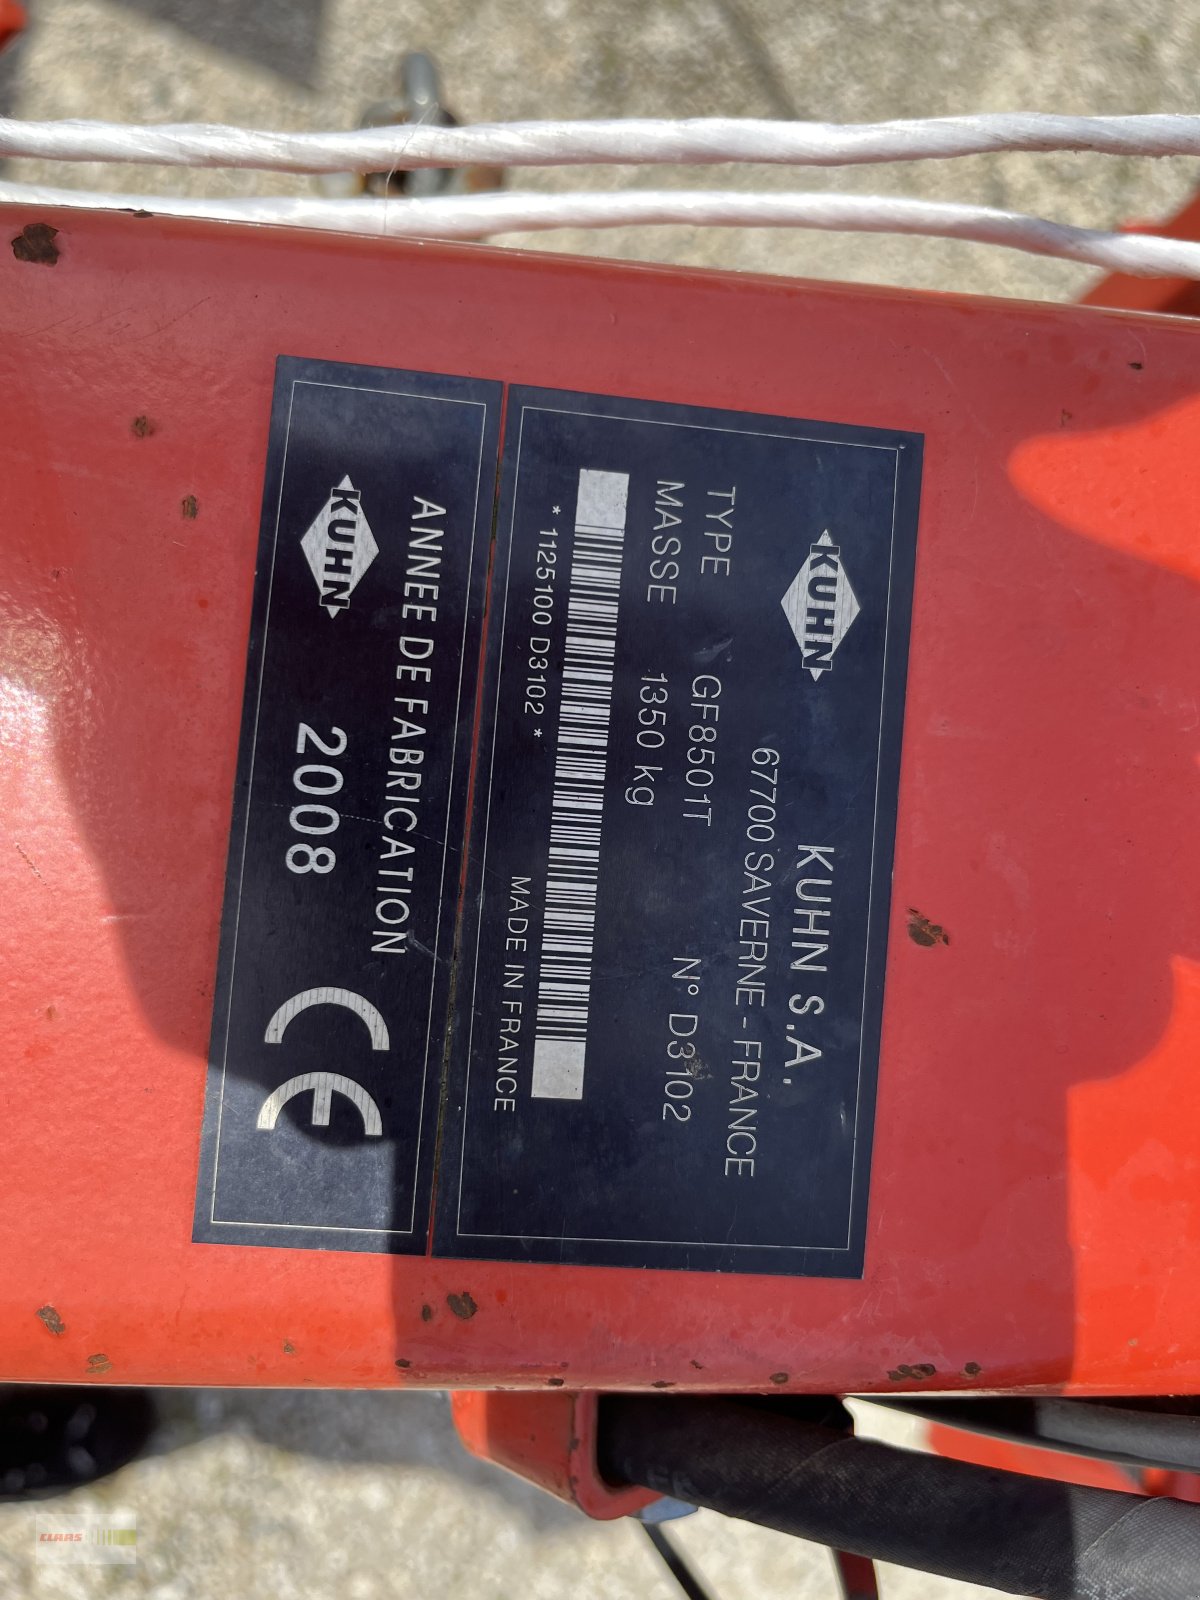 KUHN
KUHN S.A.
67700 SAVERNE - FRANCE
TYPE GF8501T N° D3102
MASSE 1350 kg
* 1125100 D3102 *
MADE IN FRANCE
ANNEE DE FABRICATION
KUHN
2008
CE
CLAAS